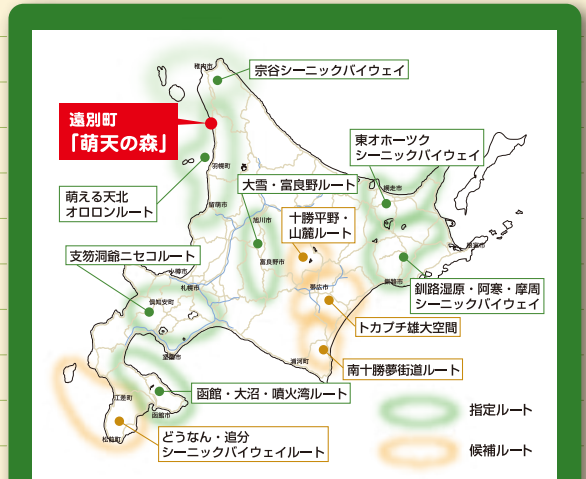 稚内市
宗谷シーニックバイウェイ
遠別町
「萌天の森」
東オホーツク
シーニックバイウェイ
羽幌町
大雪・富良野ルート
網走市
萌える天北
オロロンルート
留萌市
旭川市
十勝平野・
山麓ルート
根室市
支笏洞爺ニセコルート
富良野市
小樽市
札幌市
帯広市
釧路市
釧路湿原・阿寒・摩周
シーニックバイウェイ
倶知安町
トカプチ雄大空間
室蘭市
浦河町
南十勝夢街道ルート
函館・大沼・噴火湾ルート
江差町
函館市
指定ルート
松前町
どうなん・追分
シーニックバイウェイルート
候補ルート